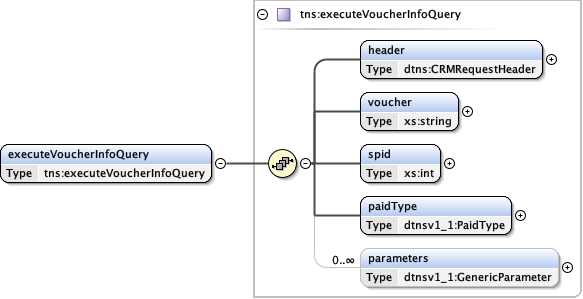 tns:executeVoucherInfoQuery
header
Type dtns:CRMRequestHeader
voucher
Type xs:string
executeVoucherInfoQuery
Type tns:executeVoucherInfoQuery
spid
Type xs:int
paidType
Type dtnsv1_1:PaidType
0..∞
parameters
Type dtnsv1_1:GenericParameter